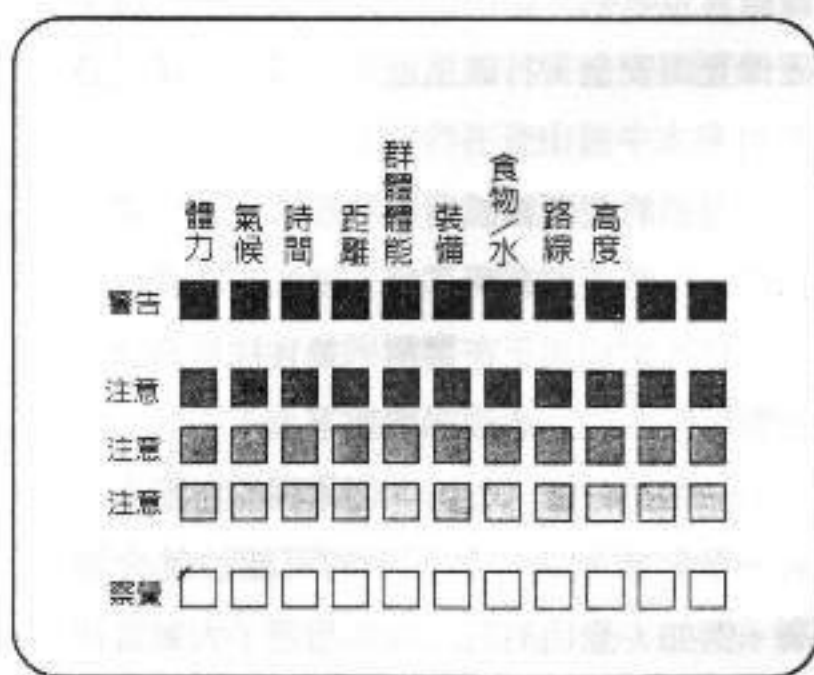 體力 氣候 時間 距離 群體體能 裝備 食物/水 路線 高度
警告
注意
注意
注意
察覺